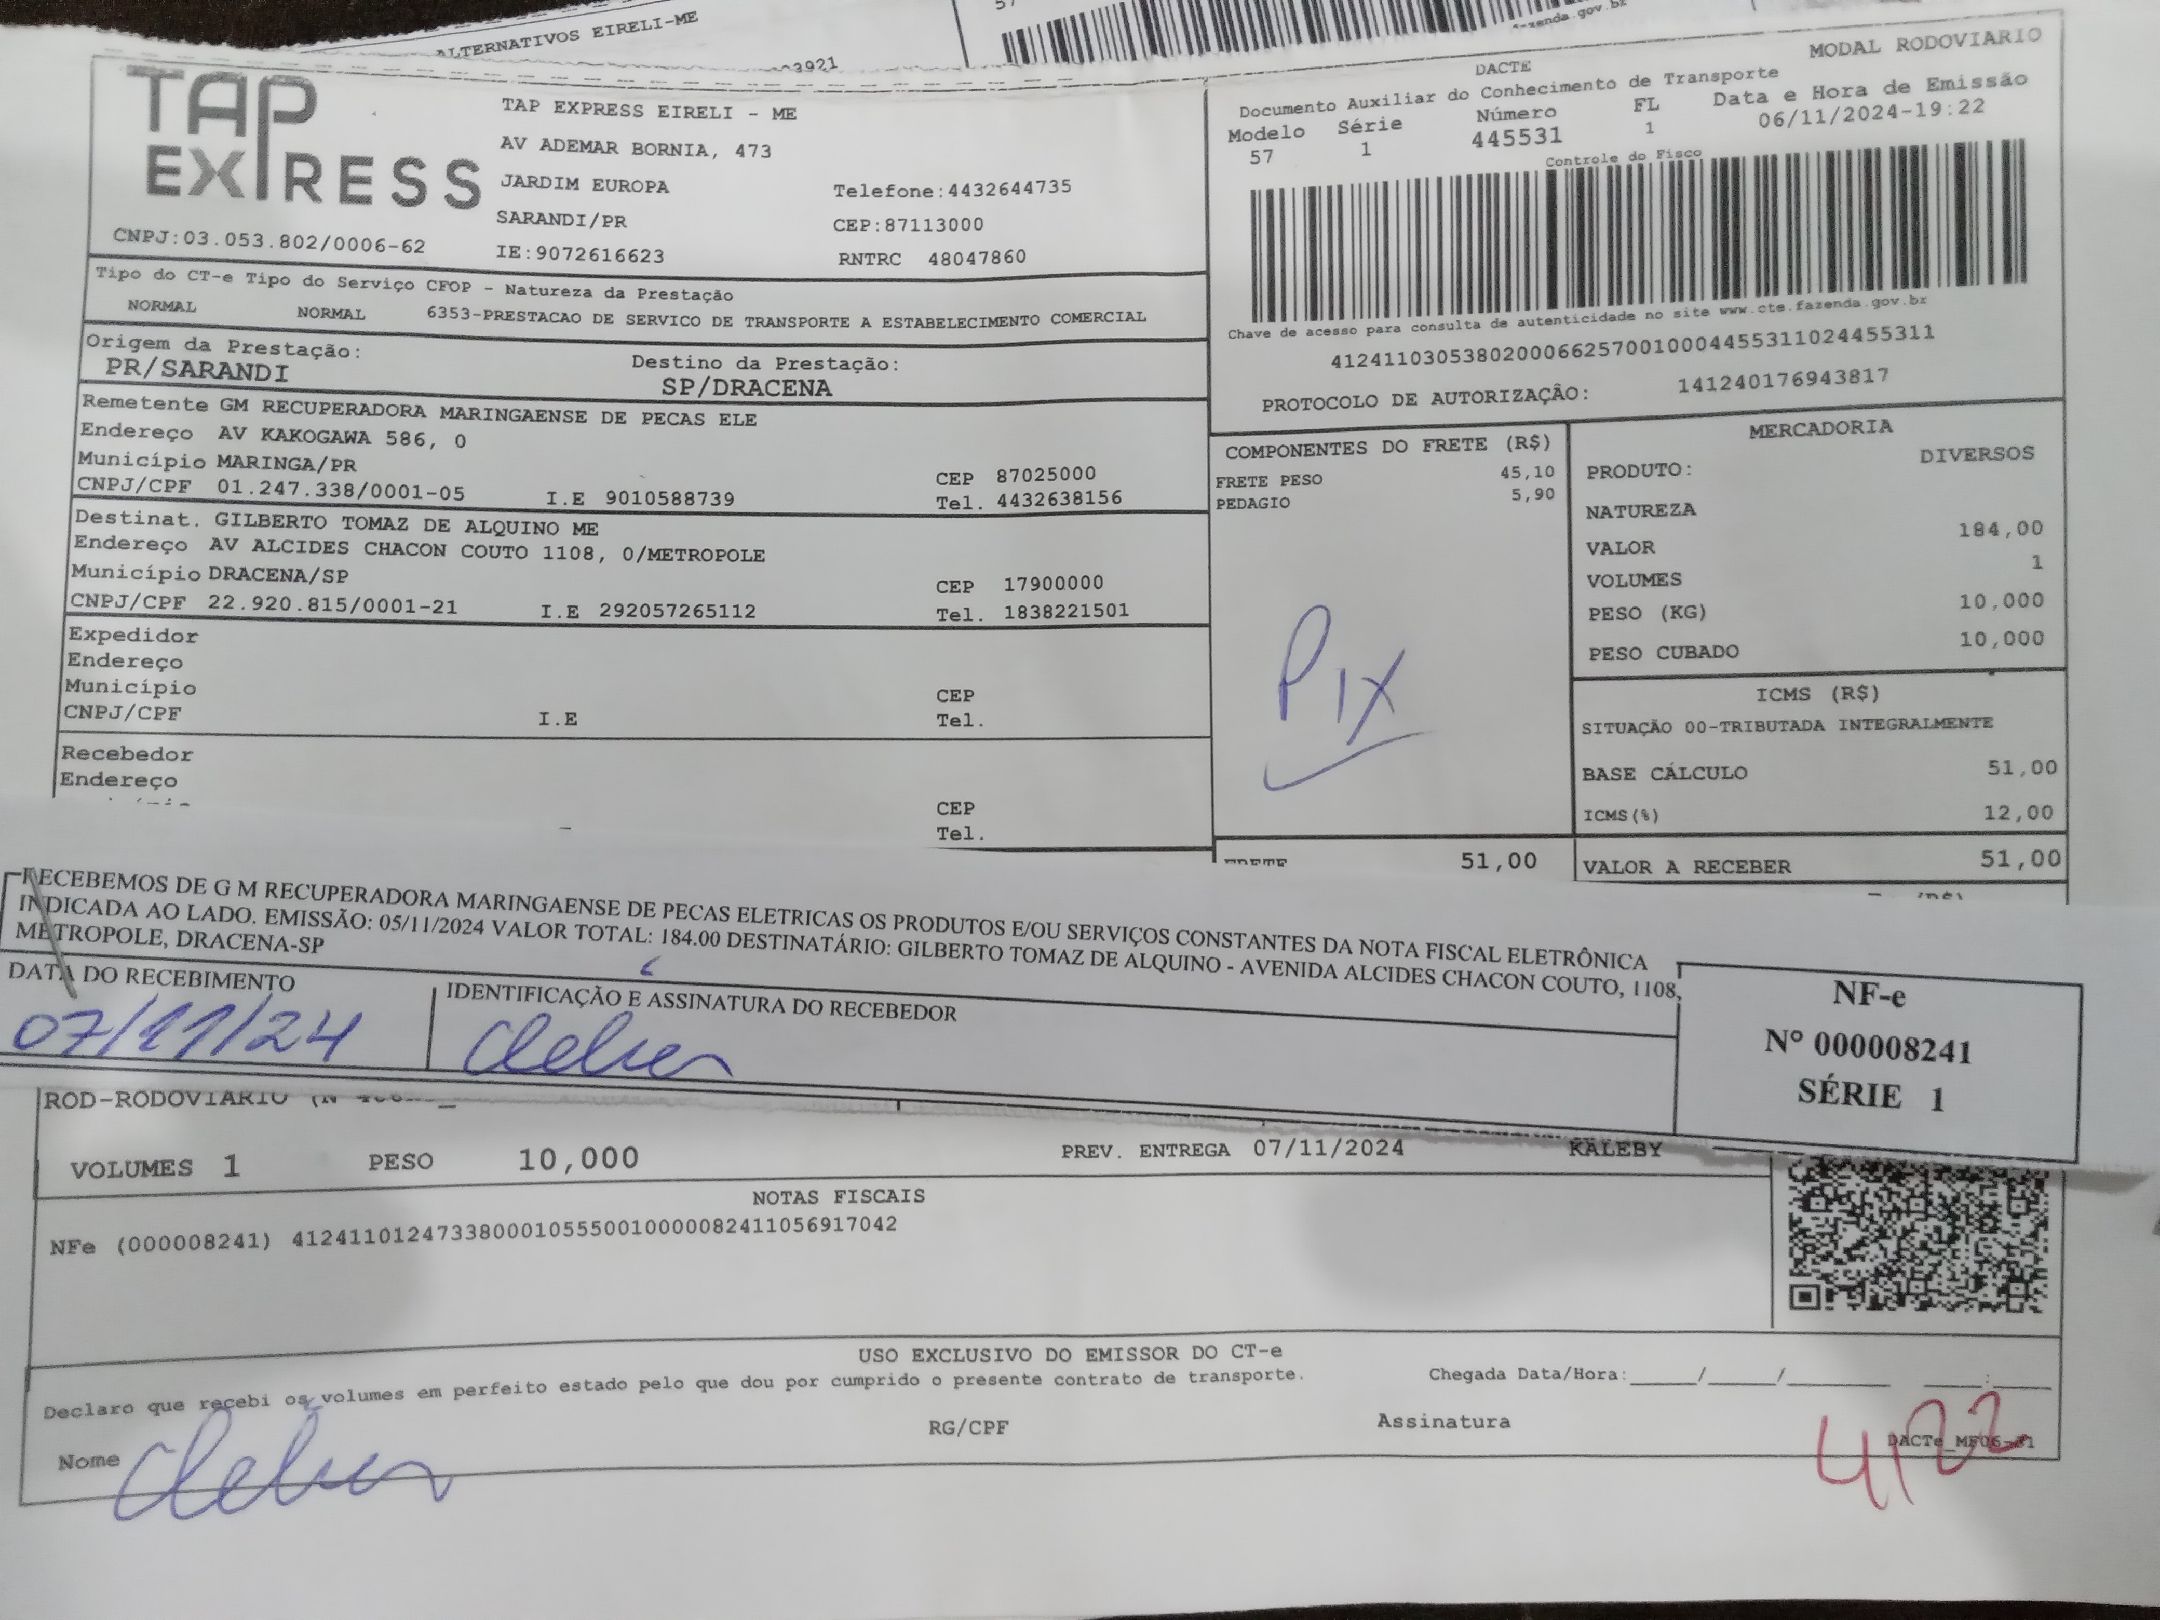 ALTERNATIVOS EIRELI-ME
TAP
EXPRESS
CNPJ:03.053.802/0006-62
TAP EXPRESS EIRELI - ME
AV ADEMAR BORNIA, 473
JARDIM EUROPA
Telefone:4432644735
SARANDI/PR
CEP:87113000
IE:9072616623
RNTRC 48047860
DACTE
MODAL RODOVIARIO
Documento Auxiliar do Conhecimento de Transporte
Modelo Série Número FL Data e Hora de Emissão
57 1 445531 1 06/11/2024-19:22
Controle do Fisco
Chave de acesso para consulta de autenticidade no site www.cte.fazenda.gov.br
41241103053802000662570010004455311024455311
PROTOCOLO DE AUTORIZAÇÃO: 141240176943817
Tipo do CT-e Tipo do Serviço CFOP - Natureza da Prestação
NORMAL NORMAL 6353-PRESTACAO DE SERVICO DE TRANSPORTE A ESTABELECIMENTO COMERCIAL
Origem da Prestação: Destino da Prestação:
PR/SARANDI SP/DRACENA
Remetente GM RECUPERADORA MARINGAENSE DE PECAS ELE
Endereço AV KAKOGAWA 586, 0
Município MARINGA/PR CEP 87025000
CNPJ/CPF 01.247.338/0001-05 I.E 9010588739 Tel. 4432638156
Destinat. GILBERTO TOMAZ DE ALQUINO ME
Endereço AV ALCIDES CHACON COUTO 1108, 0/METROPOLE
Município DRACENA/SP CEP 17900000
CNPJ/CPF 22.920.815/0001-21 I.E 292057265112 Tel. 1838221501
Expedidor
Endereço
Município CEP
CNPJ/CPF I.E Tel.
Recebedor
Endereço
CEP
Tel.
COMPONENTES DO FRETE (R$)
FRETE PESO 45,10
PEDAGIO 5,90
PIX
FRETE 51,00
MERCADORIA
PRODUTO: DIVERSOS
NATUREZA
VALOR 184,00
VOLUMES 1
PESO (KG) 10,000
PESO CUBADO 10,000
ICMS (R$)
SITUAÇÃO 00-TRIBUTADA INTEGRALMENTE
BASE CÁLCULO 51,00
ICMS(%) 12,00
VALOR A RECEBER 51,00
RECEBEMOS DE G M RECUPERADORA MARINGAENSE DE PECAS ELETRICAS OS PRODUTOS E/OU SERVIÇOS CONSTANTES DA NOTA FISCAL ELETRÔNICA
INDICADA AO LADO. EMISSÃO: 05/11/2024 VALOR TOTAL: 184.00 DESTINATÁRIO: GILBERTO TOMAZ DE ALQUINO - AVENIDA ALCIDES CHACON COUTO, 1108,
METROPOLE, DRACENA-SP
DATA DO RECEBIMENTO IDENTIFICAÇÃO E ASSINATURA DO RECEBEDOR
07/11/24 Cleber
NF-e
Nº 000008241
SÉRIE 1
ROD-RODOVIARIO
VOLUMES 1 PESO 10,000 PREV. ENTREGA 07/11/2024 KALEBY
NOTAS FISCAIS
NFe (000008241) 41241101247338000105550010000082411056917042
USO EXCLUSIVO DO EMISSOR DO CT-e
Declaro que recebi os volumes em perfeito estado pelo que dou por cumprido o presente contrato de transporte. Chegada Data/Hora:_____/_____/_______ ____:____
Nome Cleber RG/CPF Assinatura
4122